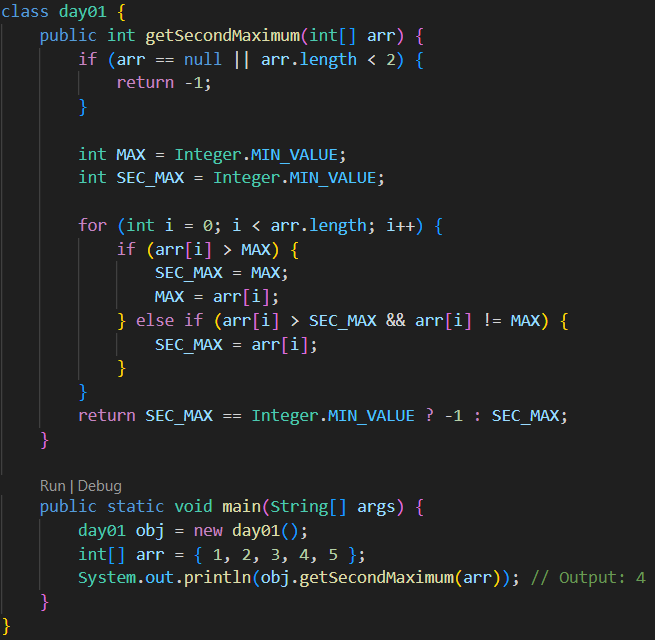 class day01 {
    public int getSecondMaximum(int[] arr) {
        if (arr == null || arr.length < 2) {
            return -1;
        }

        int MAX = Integer.MIN_VALUE;
        int SEC_MAX = Integer.MIN_VALUE;

        for (int i = 0; i < arr.length; i++) {
            if (arr[i] > MAX) {
                SEC_MAX = MAX;
                MAX = arr[i];
            } else if (arr[i] > SEC_MAX && arr[i] != MAX) {
                SEC_MAX = arr[i];
            }
        }
        return SEC_MAX == Integer.MIN_VALUE ? -1 : SEC_MAX;
    }

    Run | Debug
    public static void main(String[] args) {
        day01 obj = new day01();
        int[] arr = { 1, 2, 3, 4, 5 };
        System.out.println(obj.getSecondMaximum(arr)); // Output: 4
    }
}